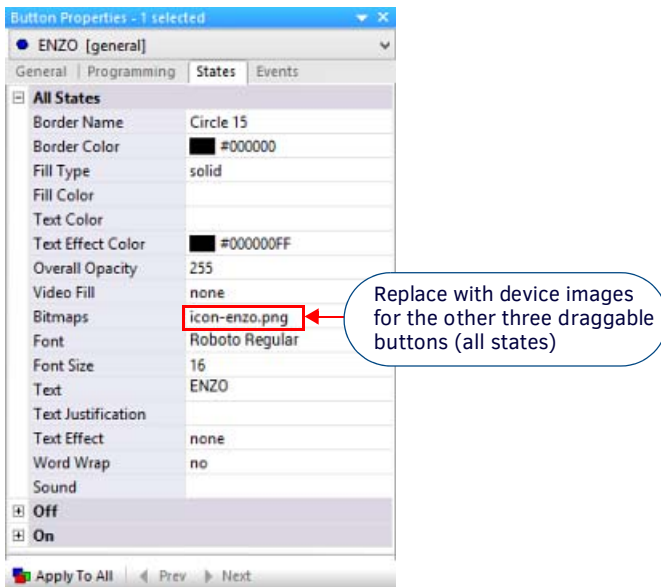 Button Properties - 1 selected
ENZO [general]
General Programming States Events
All States
Border Name Circle 15
Border Color #000000
Fill Type solid
Fill Color
Text Color
Text Effect Color #000000FF
Overall Opacity 255
Video Fill none
Bitmaps icon-enzo.png
Font Roboto Regular
Font Size 16
Text ENZO
Text Justification
Text Effect none
Word Wrap no
Sound
Off
On
Apply To All Prev Next
Replace with device images
for the other three draggable
buttons (all states)